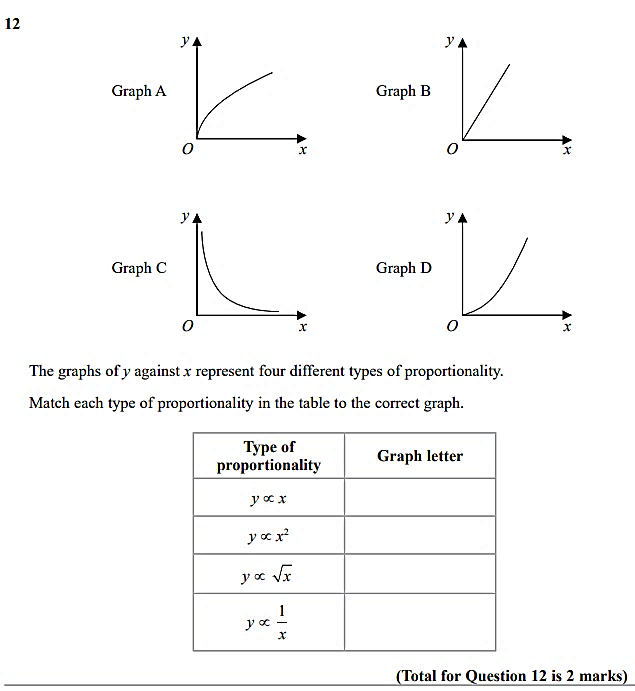 12
y
Graph A
O
x
y
Graph B
O
x
y
Graph C
O
x
y
Graph D
O
x
The graphs of y against x represent four different types of proportionality.
Match each type of proportionality in the table to the correct graph.
Type of
proportionality
Graph letter
y ∝ x
y ∝ x²
y ∝ √x
y ∝ 1/x
(Total for Question 12 is 2 marks)